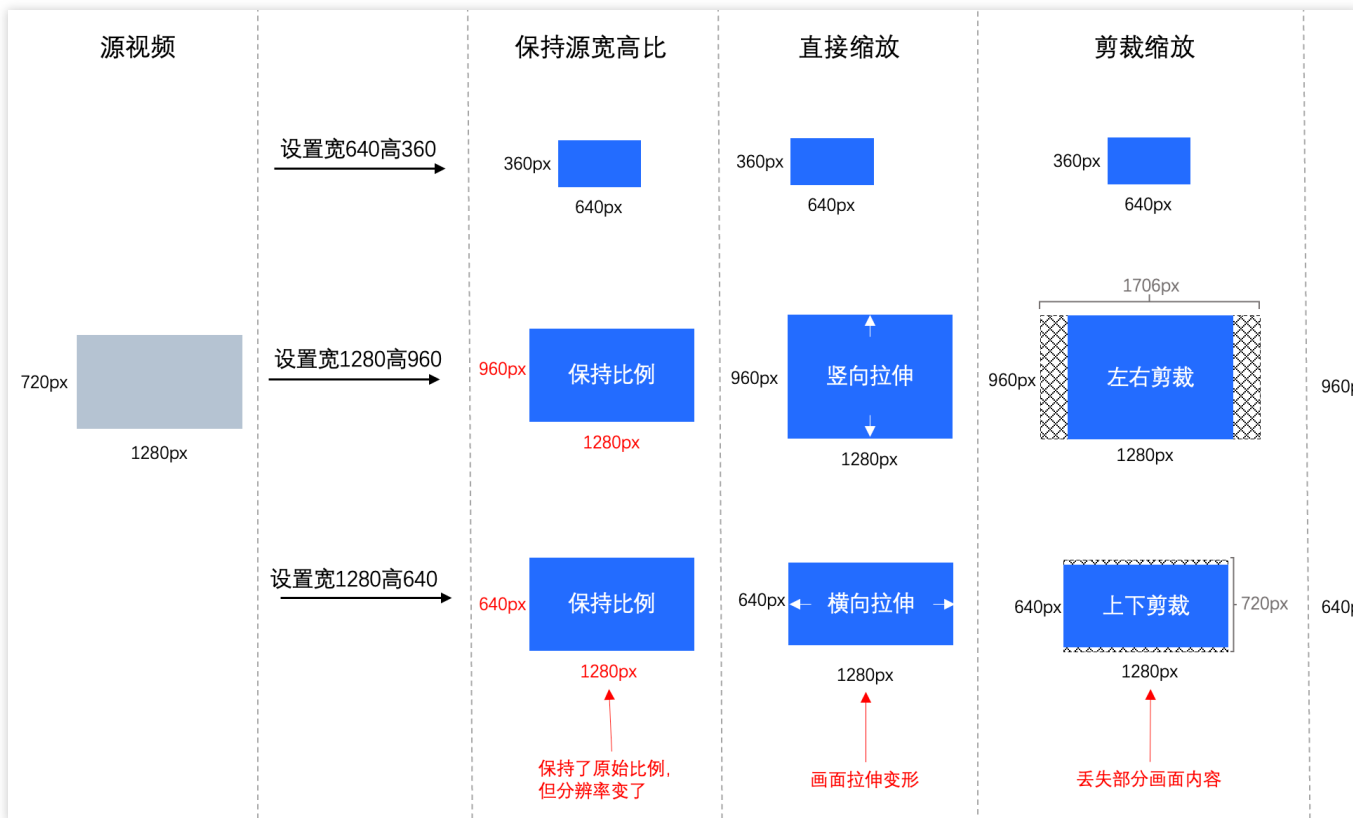 源视频
保持源宽高比
直接缩放
剪裁缩放
设置宽640高360
360px
640px
360px
640px
360px
640px
720px
1280px
设置宽1280高960
960px
保持比例
1280px
960px
竖向拉伸
1280px
1706px
960px
左右剪裁
1280px
设置宽1280高640
640px
保持比例
1280px
640px
横向拉伸
1280px
640px
上下剪裁
720px
1280px
保持了原始比例,
但分辨率变了
画面拉伸变形
丢失部分画面内容